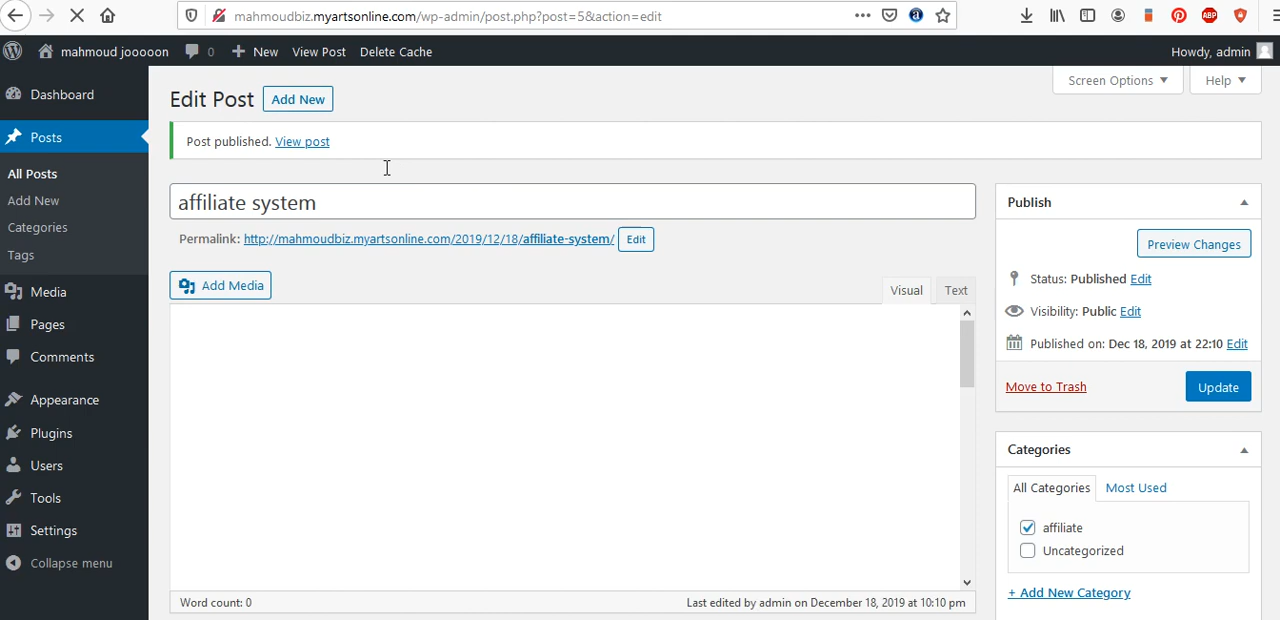 mahmoudbiz.myartsonline.com/wp-admin/post.php?post=5&action=edit
ABP
mahmoud jooooon 0 New View Post Delete Cache Howdy, admin
Screen Options Help
Dashboard
Posts
All Posts
Add New
Categories
Tags
Media
Pages
Comments
Appearance
Plugins
Users
Tools
Settings
Collapse menu
Edit Post Add New
Post published. View post
affiliate system
Permalink: http://mahmoudbiz.myartsonline.com/2019/12/18/affiliate-system/ Edit
Add Media
Visual Text
Word count: 0 Last edited by admin on December 18, 2019 at 10:10 pm
Publish
Preview Changes
Status: Published Edit
Visibility: Public Edit
Published on: Dec 18, 2019 at 22:10 Edit
Move to Trash Update
Categories
All Categories Most Used
affiliate
Uncategorized
+ Add New Category